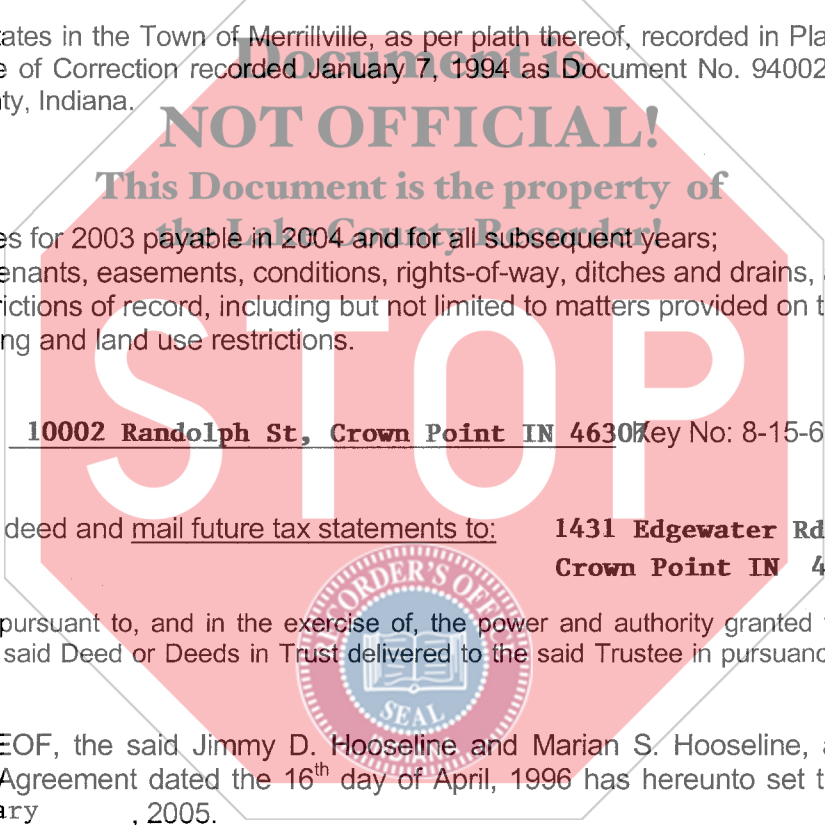 ates in the Town of Merrillville, as per plath thereof, recorded in Pla
e of Correction recorded January 7, 1994 as Document No. 94002
ty, Indiana.
Document is
NOT OFFICIAL!
This Document is the property of
the Lake County Recorder!
es for 2003 payable in 2004 and for all subsequent years;
enants, easements, conditions, rights-of-way, ditches and drains,
ictions of record, including but not limited to matters provided on t
ng and land use restrictions.
STOP
10002 Randolph St, Crown Point IN 46307 Key No: 8-15-6
deed and mail future tax statements to: 1431 Edgewater Rd
Crown Point IN 4
RECORDER'S OFFICE
pursuant to, and in the exercise of, the power and authority granted
said Deed or Deeds in Trust delivered to the said Trustee in pursuanc
SEAL
INDIANA
EOF, the said Jimmy D. Hooseline and Marian S. Hooseline, a
Agreement dated the 16th day of April, 1996 has hereunto set t
ary , 2005.